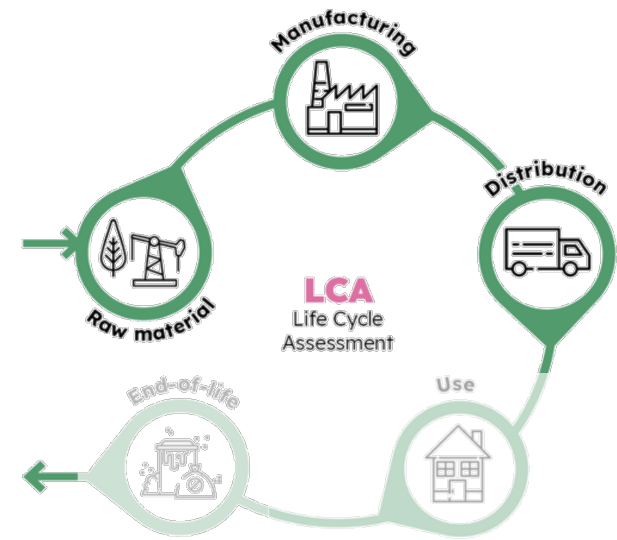 Manufacturing
Distribution
Raw material
LCA
Life Cycle
Assessment
Use
End-of-life